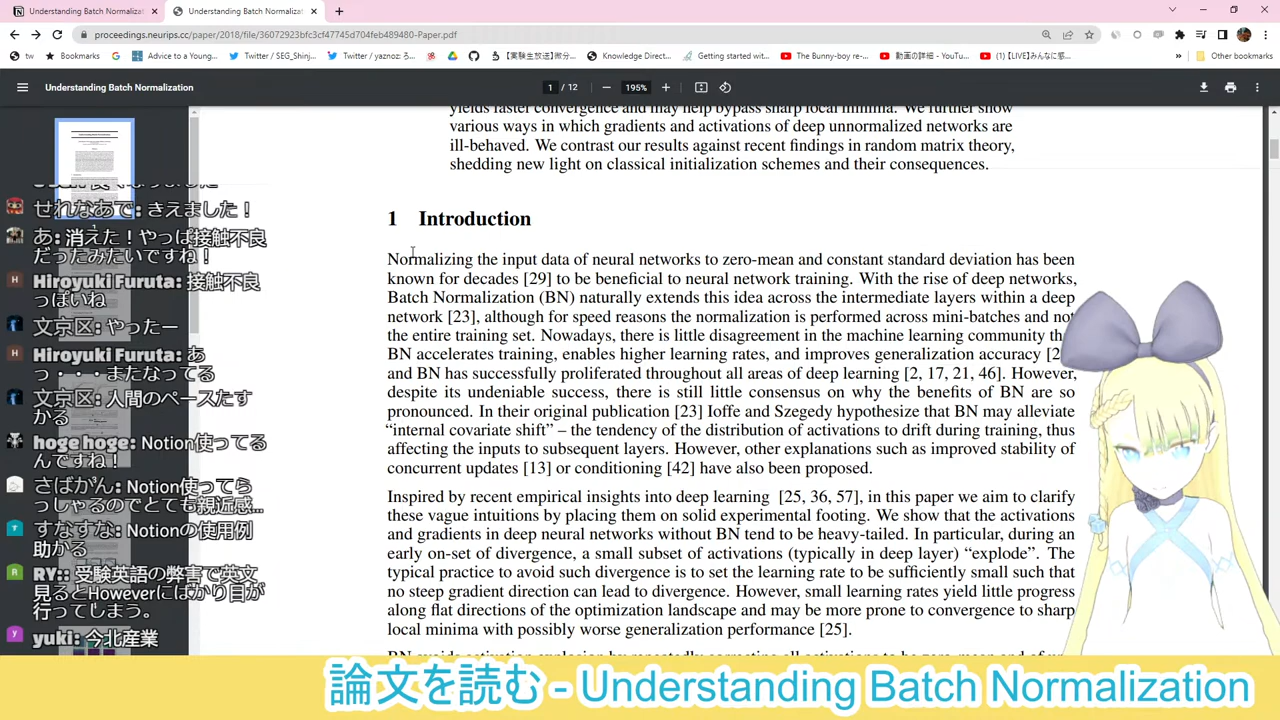 Understanding Batch Normaliza
Understanding Batch Normalizat
proceedings.neurips.cc/paper/2018/file/36072923bfc3cf47745d704feb489480-Paper.pdf
tw
Bookmarks
Advice to a Young...
Twitter / SEG_Shinj...
Twitter / yaznoz: ろ...
【実験生放送】微分...
Knowledge Direct...
Getting started wit...
The Bunny-boy re-...
動画の詳細 - YouTu...
(1)【LIVE】みんなに感...
»
Other bookmarks
Understanding Batch Normalization
1 / 12
195%
yields faster convergence and may help bypass sharp local minima. We further show
various ways in which gradients and activations of deep unnormalized networks are
ill-behaved. We contrast our results against recent findings in random matrix theory,
shedding new light on classical initialization schemes and their consequences.
1 Introduction
Normalizing the input data of neural networks to zero-mean and constant standard deviation has been
known for decades [29] to be beneficial to neural network training. With the rise of deep networks,
Batch Normalization (BN) naturally extends this idea across the intermediate layers within a deep
network [23], although for speed reasons the normalization is performed across mini-batches and not
the entire training set. Nowadays, there is little disagreement in the machine learning community th
BN accelerates training, enables higher learning rates, and improves generalization accuracy [2
and BN has successfully proliferated throughout all areas of deep learning [2, 17, 21, 46]. However,
despite its undeniable success, there is still little consensus on why the benefits of BN are so
pronounced. In their original publication [23] Ioffe and Szegedy hypothesize that BN may alleviate
“internal covariate shift” – the tendency of the distribution of activations to drift during training, thus
affecting the inputs to subsequent layers. However, other explanations such as improved stability of
concurrent updates [13] or conditioning [42] have also been proposed.
Inspired by recent empirical insights into deep learning [25, 36, 57], in this paper we aim to clarify
these vague intuitions by placing them on solid experimental footing. We show that the activations
and gradients in deep neural networks without BN tend to be heavy-tailed. In particular, during an
early on-set of divergence, a small subset of activations (typically in deep layer) “explode”. The
typical practice to avoid such divergence is to set the learning rate to be sufficiently small such that
no steep gradient direction can lead to divergence. However, small learning rates yield little progress
along flat directions of the optimization landscape and may be more prone to convergence to sharp
local minima with possibly worse generalization performance [25].
せれなあで: きえました！
あ: 消えた！やっぱ接触不良
だったみたいですね！
H Hiroyuki Furuta: 接触不良
っぽいね
文京区: やったー
H Hiroyuki Furuta: あ
っ・・・またなってる
文京区: 人間のペースたす
かる
hoge hoge: Notion使ってる
んですね！
さばかん: Notion使ってら
っしゃるのでとても親近感...
T すなすな: Notionの使用例
助かる
R RY:: 受験英語の弊害で英文
見るとHoweverにばかり目が
行ってしまう。
y yuki: 今北産業
論文を読む - Understanding Batch Normalization